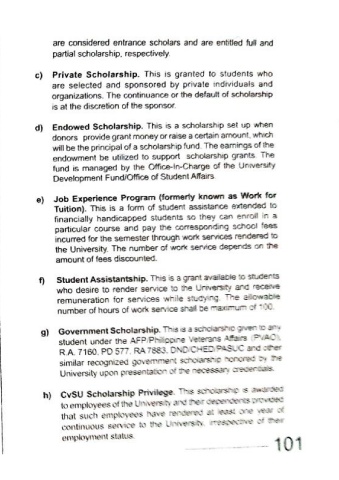 are considered entrance scholars and are entitled full and
partial scholarship, respectively.
c) Private Scholarship. This is granted to students who
are selected and sponsored by private individuals and
organizations. The continuance or the default of scholarship
is at the discretion of the sponsor.
d) Endowed Scholarship. This is a scholarship set up when
donors provide grant money or raise a certain amount, which
will be the principal of a scholarship fund. The earnings of the
endowment be utilized to support scholarship grants. The
fund is managed by the Office-In-Charge of the University
Development Fund/Office of Student Affairs.
e) Job Experience Program (formerly known as Work for
Tuition). This is a form of student assistance extended to
financially handicapped students so they can enroll in a
particular course and pay the corresponding school fees
incurred for the semester through work services rendered to
the University. The number of work service depends on the
amount of fees discounted.
f) Student Assistantship. This is a grant available to students
who desire to render service to the University and receive
remuneration for services while studying. The allowable
number of hours of work service shall be maximum of 100.
g) Government Scholarship. This is a scholarship given to any
student under the AFP/Philippine Veterans Affairs (PVAO),
R.A. 7160, PD 577, RA 7883, DND/CHED/PASUC and other
similar recognized government scholarship honored by the
University upon presentation of the necessary credentials.
h) CvSU Scholarship Privilege. This scholarship is awarded
to employees of the University and their dependents provided
that such employees have rendered at least one year of
continuous service to the University, irrespective of their
employment status.
101